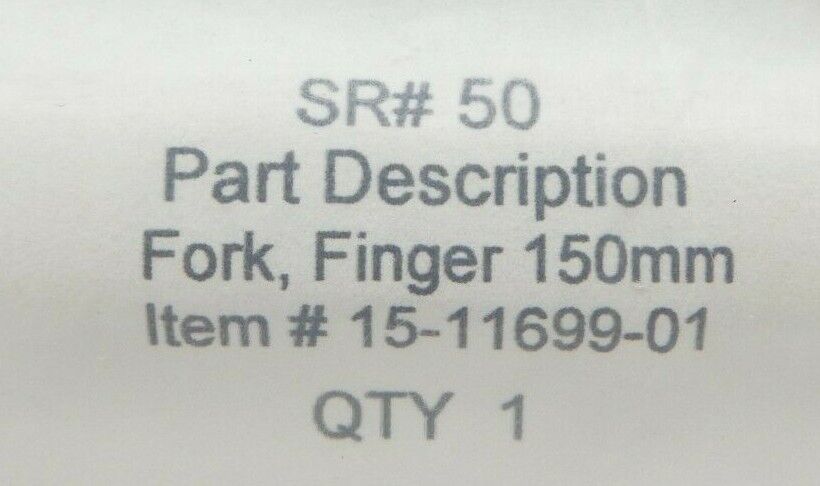 SR# 50
Part Description
Fork, Finger 150mm
Item # 15-11699-01
QTY 1